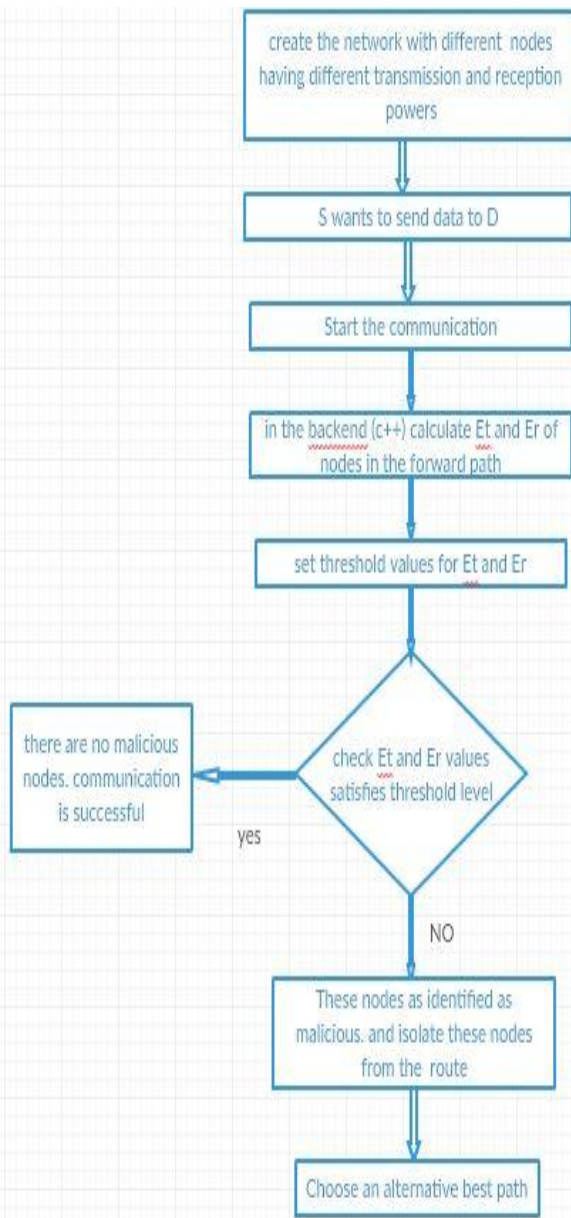 create the network with different nodes
having different transmission and reception
powers
S wants to send data to D
Start the communication
in the backend (c++) calculate Et and Er of
nodes in the forward path
set threshold values for Et and Er
check Et and Er values
satisfies threshold level
there are no malicious
nodes. communication
is successful
yes
NO
These nodes as identified as
malicious. and isolate these nodes
from the route
Choose an alternative best path